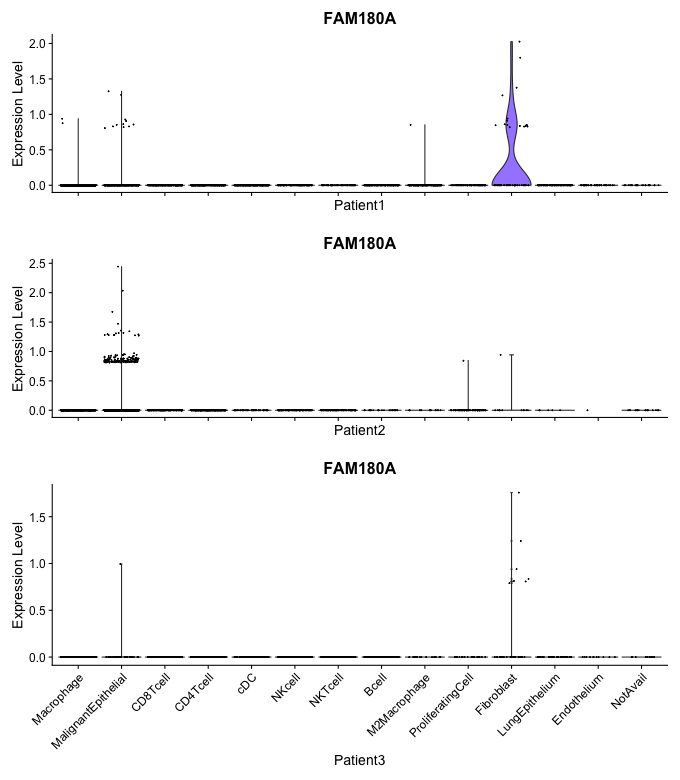 FAM180A
Expression Level
2.0
1.5
1.0
0.5
0.0
Patient1
FAM180A
Expression Level
2.5
2.0
1.5
1.0
0.5
0.0
Patient2
FAM180A
Expression Level
1.5
1.0
0.5
0.0
Macrophage
MalignantEpithelial
CD8Tcell
CD4Tcell
cDC
NKcell
NKTcell
Bcell
M2Macrophage
ProliferatingCell
Fibroblast
LungEpithelium
Endothelium
NotAvail
Patient3